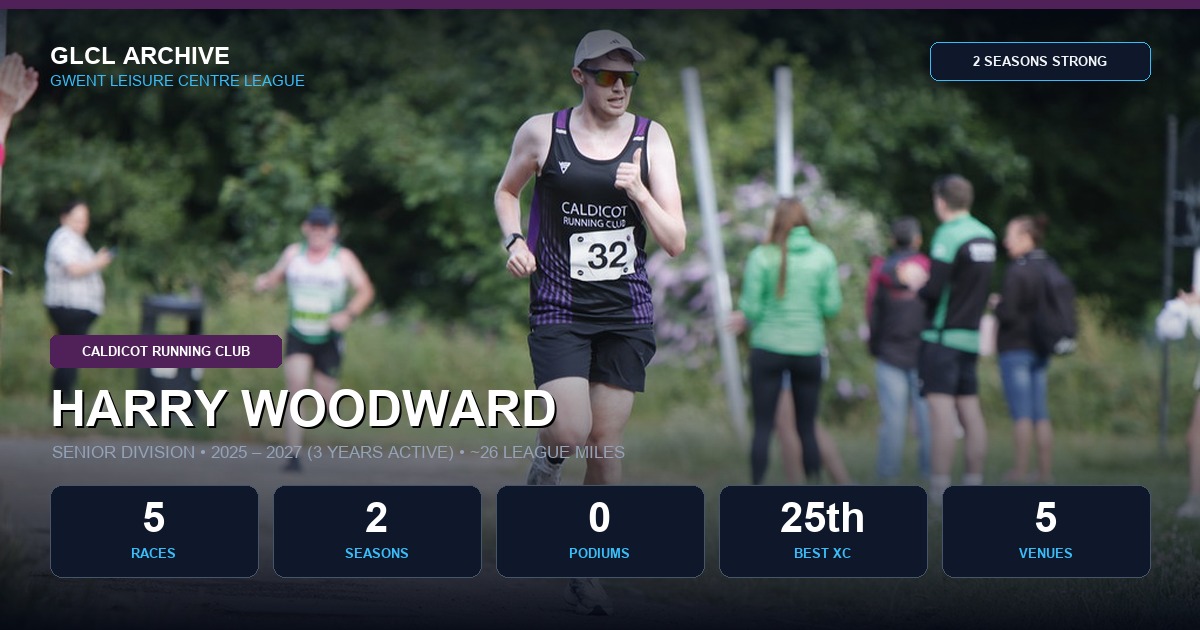 GLCL ARCHIVE
GWENT LEISURE CENTRE LEAGUE
2 SEASONS STRONG
CALDICOT
RUNNING CLUB
32
CALDICOT RUNNING CLUB
HARRY WOODWARD
SENIOR DIVISION • 2025 – 2027 (3 YEARS ACTIVE) • ~26 LEAGUE MILES
5
RACES
2
SEASONS
0
PODIUMS
25th
BEST XC
5
VENUES